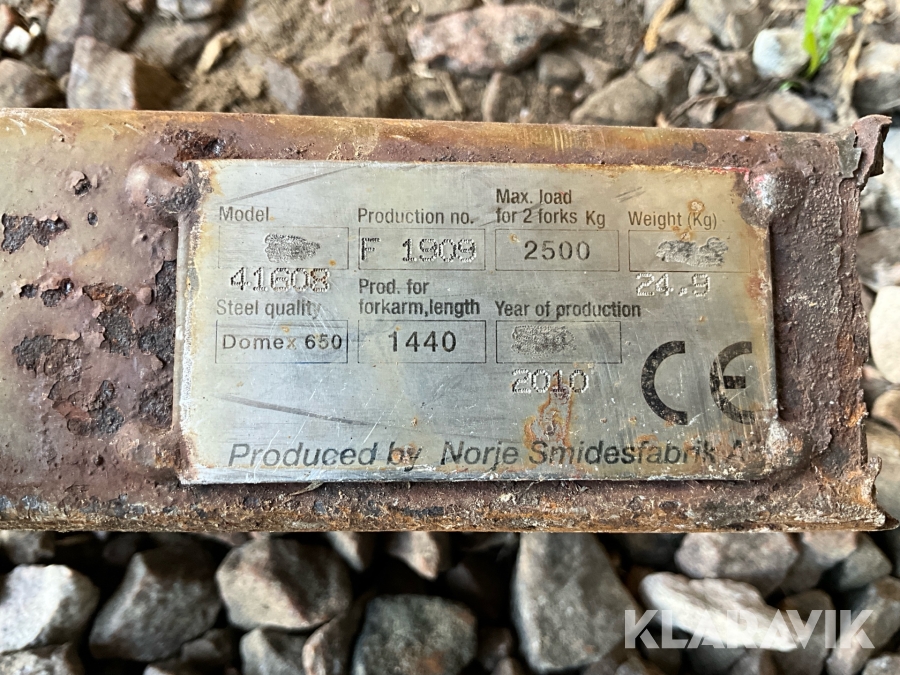 Model
Production no.
Max. load
for 2 forks Kg
Weight (Kg)
F 1909
2500
41608
24.9
Steel quality
Prod. for
forkarm,length
Year of production
Domex 650
1440
2010
CE
Produced by Norje Smidesfabrik
KLARAVIK